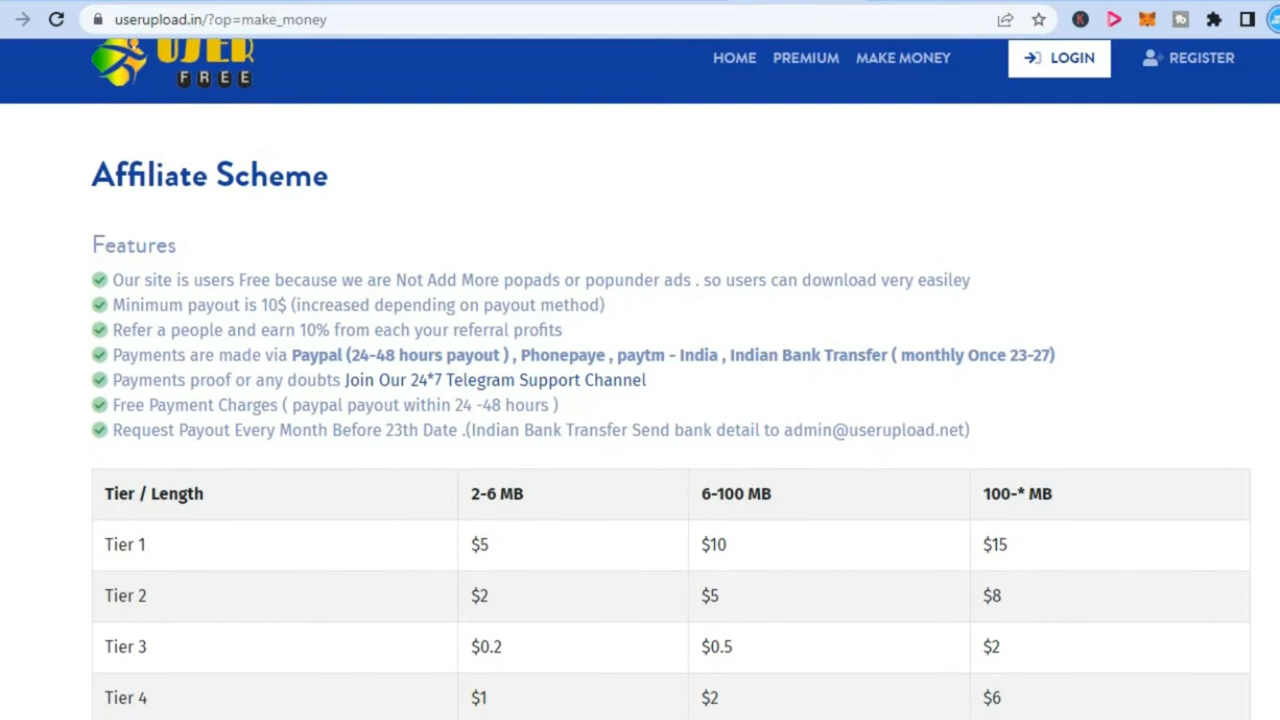 userupload.in/?op=make_money
USER
FREE
HOME PREMIUM MAKE MONEY LOGIN REGISTER
Affiliate Scheme
Features
Our site is users Free because we are Not Add More popads or popunder ads . so users can download very easiley
Minimum payout is 10$ (increased depending on payout method)
Refer a people and earn 10% from each your referral profits
Payments are made via Paypal (24-48 hours payout ) , Phonepaye , paytm - India , Indian Bank Transfer ( monthly Once 23-27)
Payments proof or any doubts Join Our 24*7 Telegram Support Channel
Free Payment Charges ( paypal payout within 24 -48 hours )
Request Payout Every Month Before 23th Date .(Indian Bank Transfer Send bank detail to admin@userupload.net)
Tier / Length 2-6 MB 6-100 MB 100-* MB
Tier 1 $5 $10 $15
Tier 2 $2 $5 $8
Tier 3 $0.2 $0.5 $2
Tier 4 $1 $2 $6